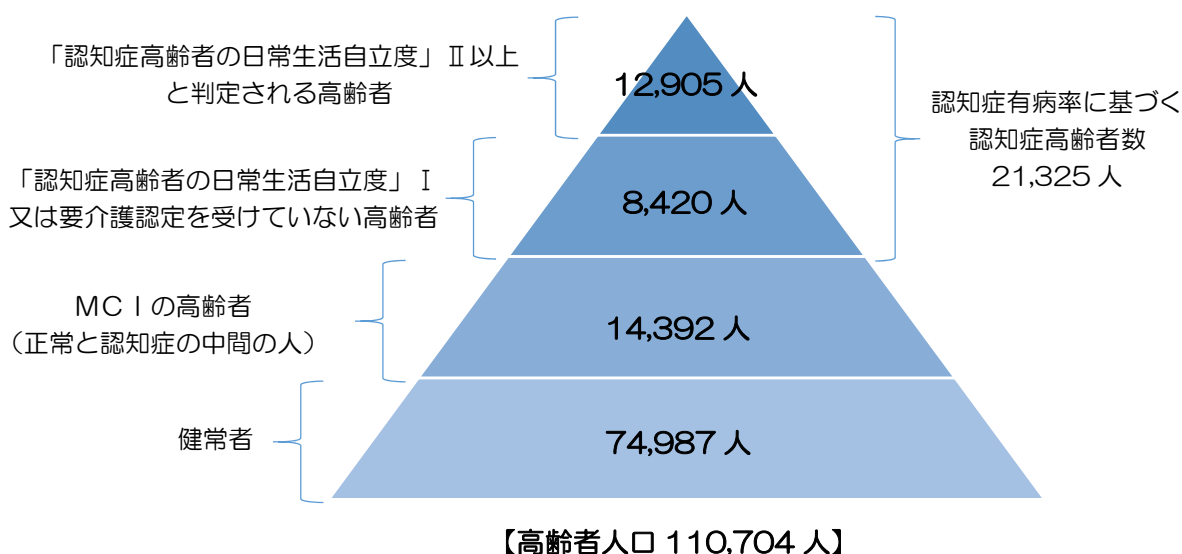 「認知症高齢者の日常生活自立度」Ⅱ以上
と判定される高齢者
12,905 人
認知症有病率に基づく
認知症高齢者数
21,325 人
「認知症高齢者の日常生活自立度」Ⅰ
又は要介護認定を受けていない高齢者
8,420 人
ＭＣＩの高齢者
（正常と認知症の中間の人）
14,392 人
健常者
74,987 人
【高齢者人口 110,704 人】